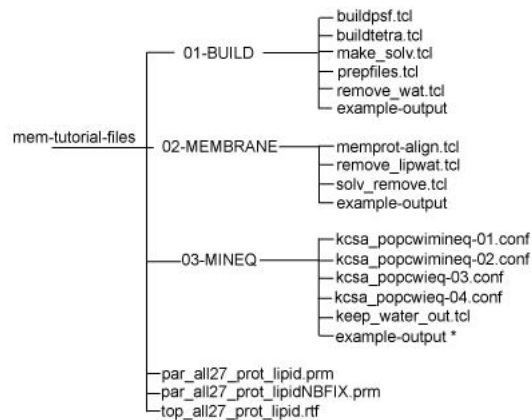 mem-tutorial-files
01-BUILD
buildpsf.tcl
buildtetra.tcl
make_solv.tcl
prepfiles.tcl
remove_wat.tcl
example-output
02-MEMBRANE
memprot-align.tcl
remove_lipwat.tcl
solv_remove.tcl
example-output
03-MINEQ
kcsa_popcwimineq-01.conf
kcsa_popcwimineq-02.conf
kcsa_popcwieq-03.conf
kcsa_popcwieq-04.conf
keep_water_out.tcl
example-output *
par_all27_prot_lipid.prm
par_all27_prot_lipidNBFIX.prm
top_all27_prot_lipid.rtf